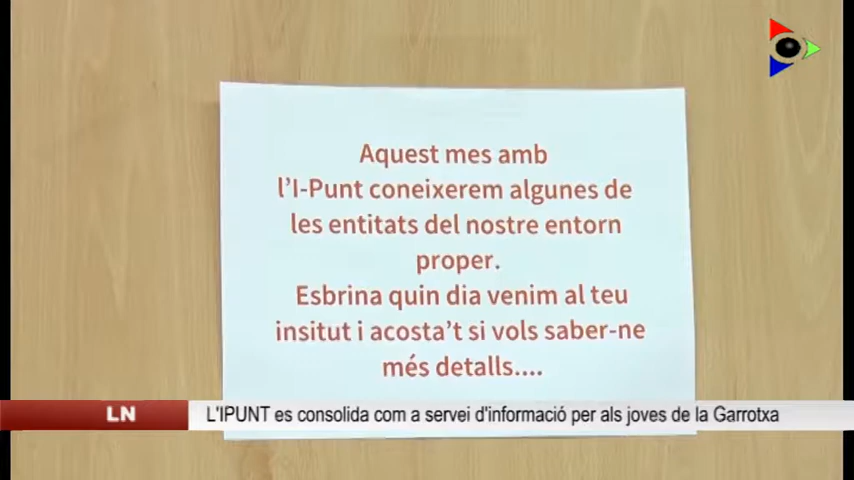 Aquest mes amb
l'I-Punt coneixerem algunes de
les entitats del nostre entorn
proper.
Esbrina quin dia venim al teu
insitut i acosta't si vols saber-ne
més detalls....
LN L'IPUNT es consolida com a servei d'informació per als joves de la Garrotxa